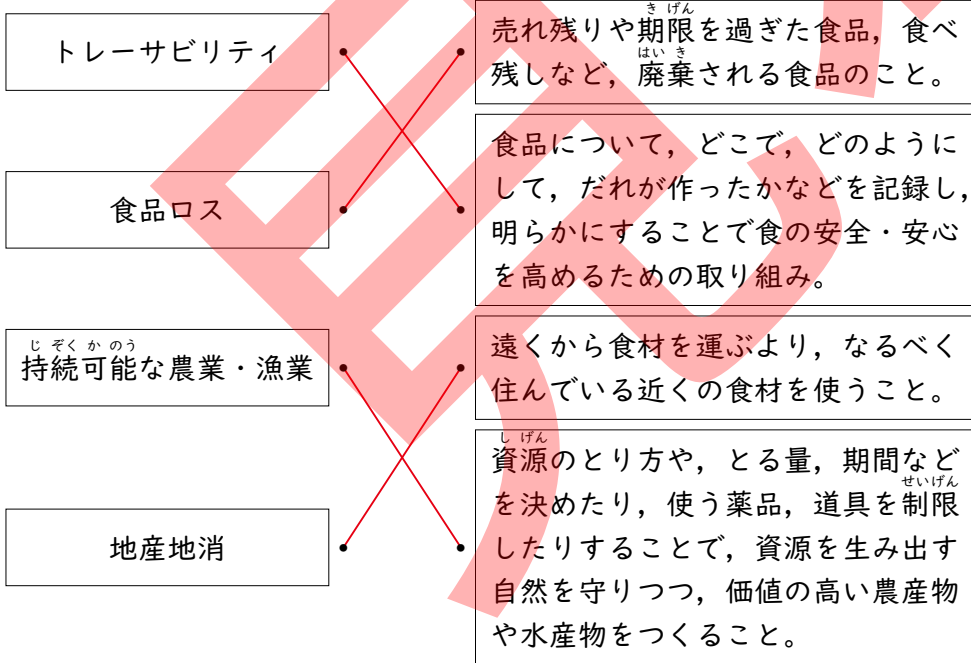 トレーサビリティ
売れ残りや期限を過ぎた食品，食べ
きげん
残しなど，廃棄される食品のこと。
はいき
食品ロス
食品について，どこで，どのように
して，だれが作ったかなどを記録し，
明らかにすることで食の安全・安心
を高めるための取り組み。
じぞくかのう
持続可能な農業・漁業
遠くから食材を運ぶより，なるべく
住んでいる近くの食材を使うこと。
地産地消
しげん
資源のとり方や，とる量，期間など
せいげん
を決めたり，使う薬品，道具を制限
したりすることで，資源を生み出す
自然を守りつつ，価値の高い農産物
や水産物をつくること。